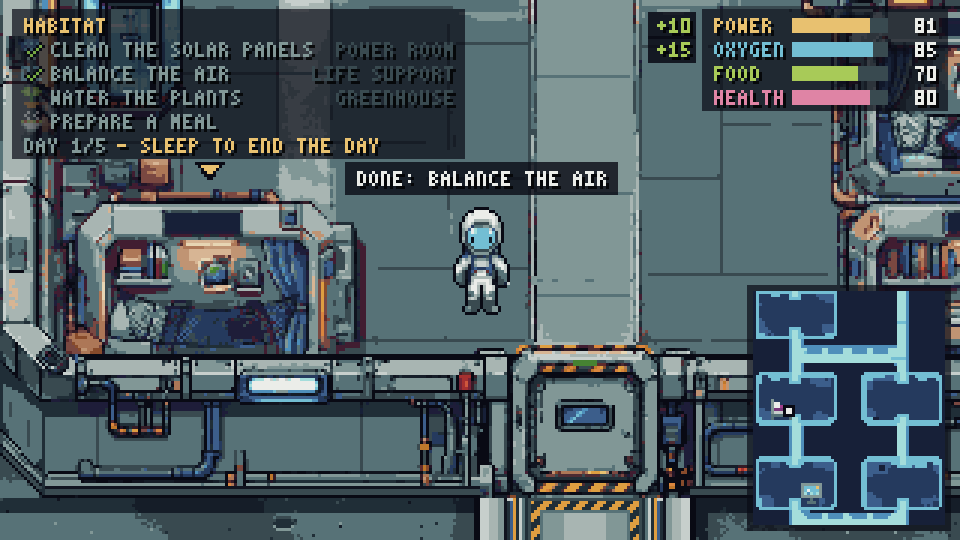 HABITAT
CLEAN THE SOLAR PANELS POWER ROOM
BALANCE THE AIR LIFE SUPPORT
WATER THE PLANTS GREENHOUSE
PREPARE A MEAL
DAY 1/5 - SLEEP TO END THE DAY
+10 POWER 81
+15 OXYGEN 85
FOOD 70
HEALTH 80
DONE: BALANCE THE AIR